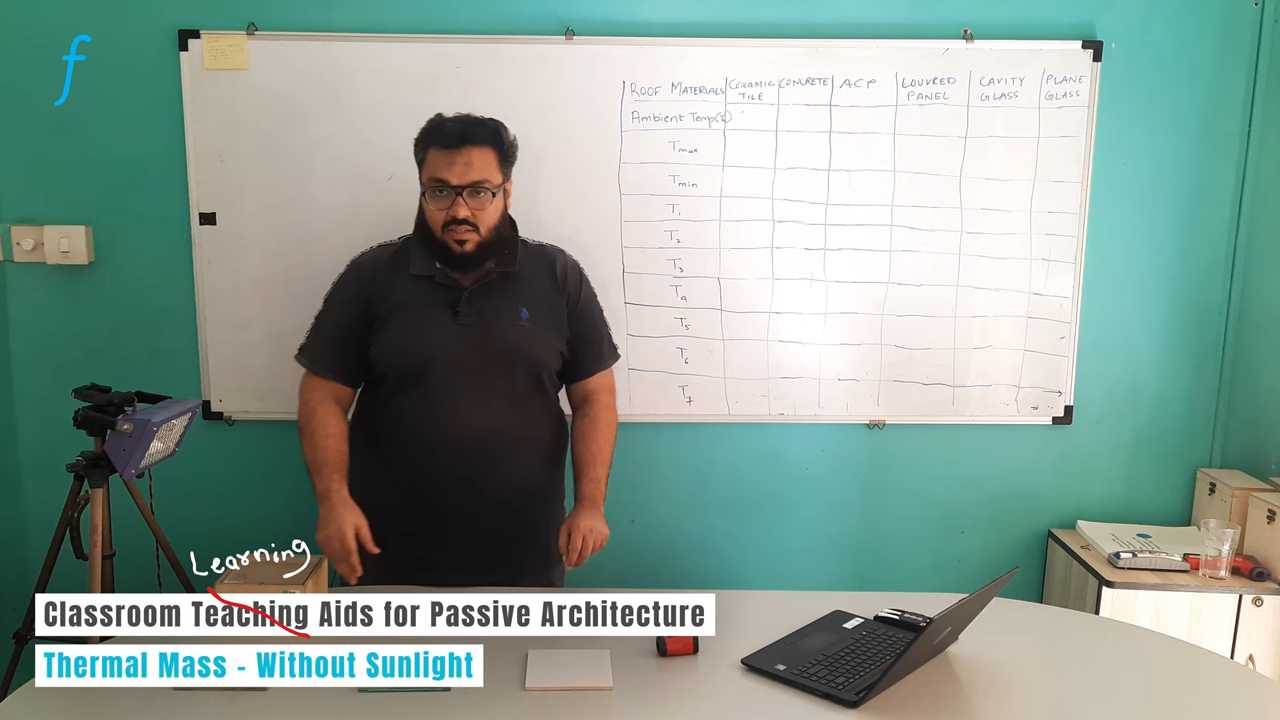 f
ROOF MATERIALS CERAMIC TILE CONCRETE ACP LOUVRED PANEL CAVITY GLASS PLANE GLASS
Ambient Temp
Tmax
Tmin
T1
T2
T3
T4
T5
T6
T7
Learning
Classroom Teaching Aids for Passive Architecture
Thermal Mass - Without Sunlight